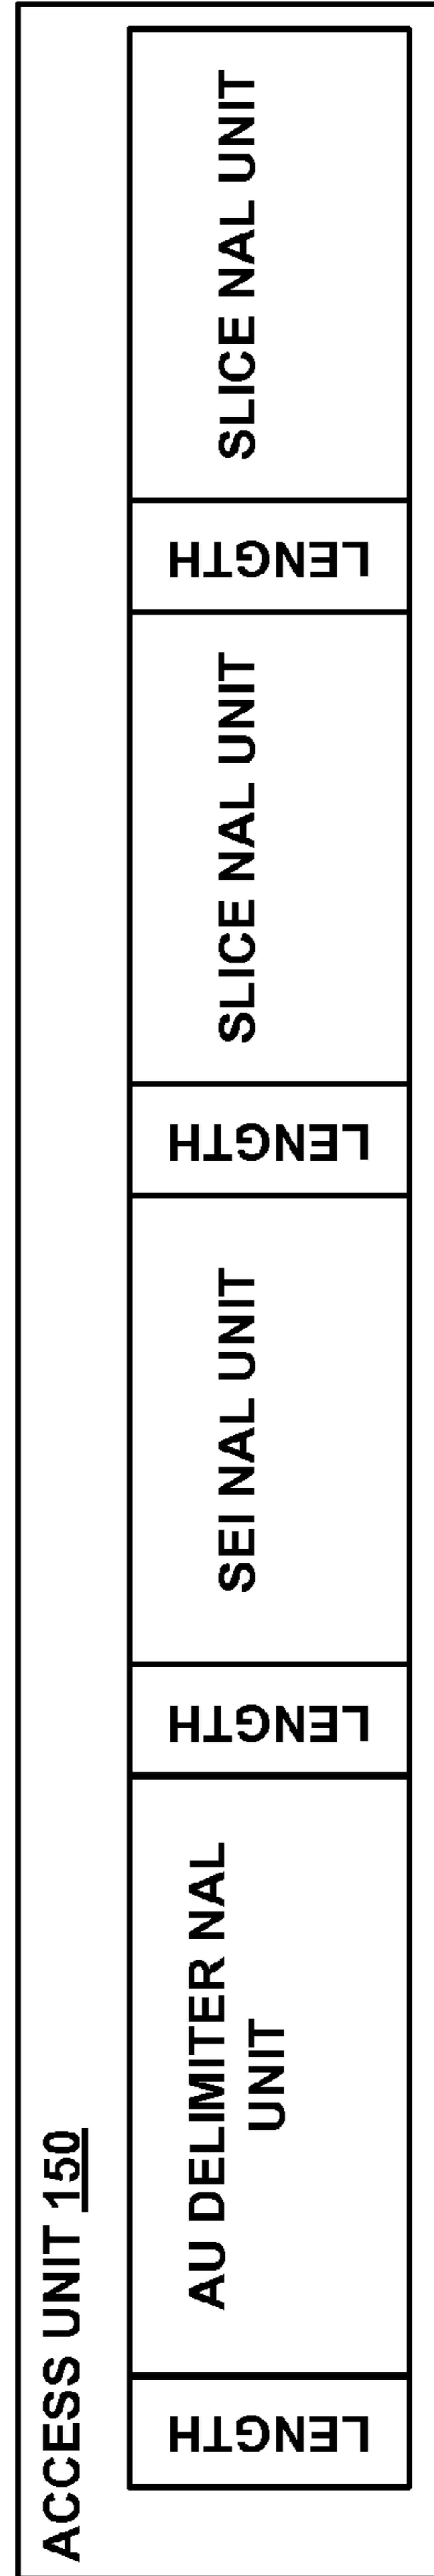 ACCESS UNIT 150
LENGTH
AU DELIMITER NAL
UNIT
LENGTH
SEI NAL UNIT
LENGTH
SLICE NAL UNIT
LENGTH
SLICE NAL UNIT